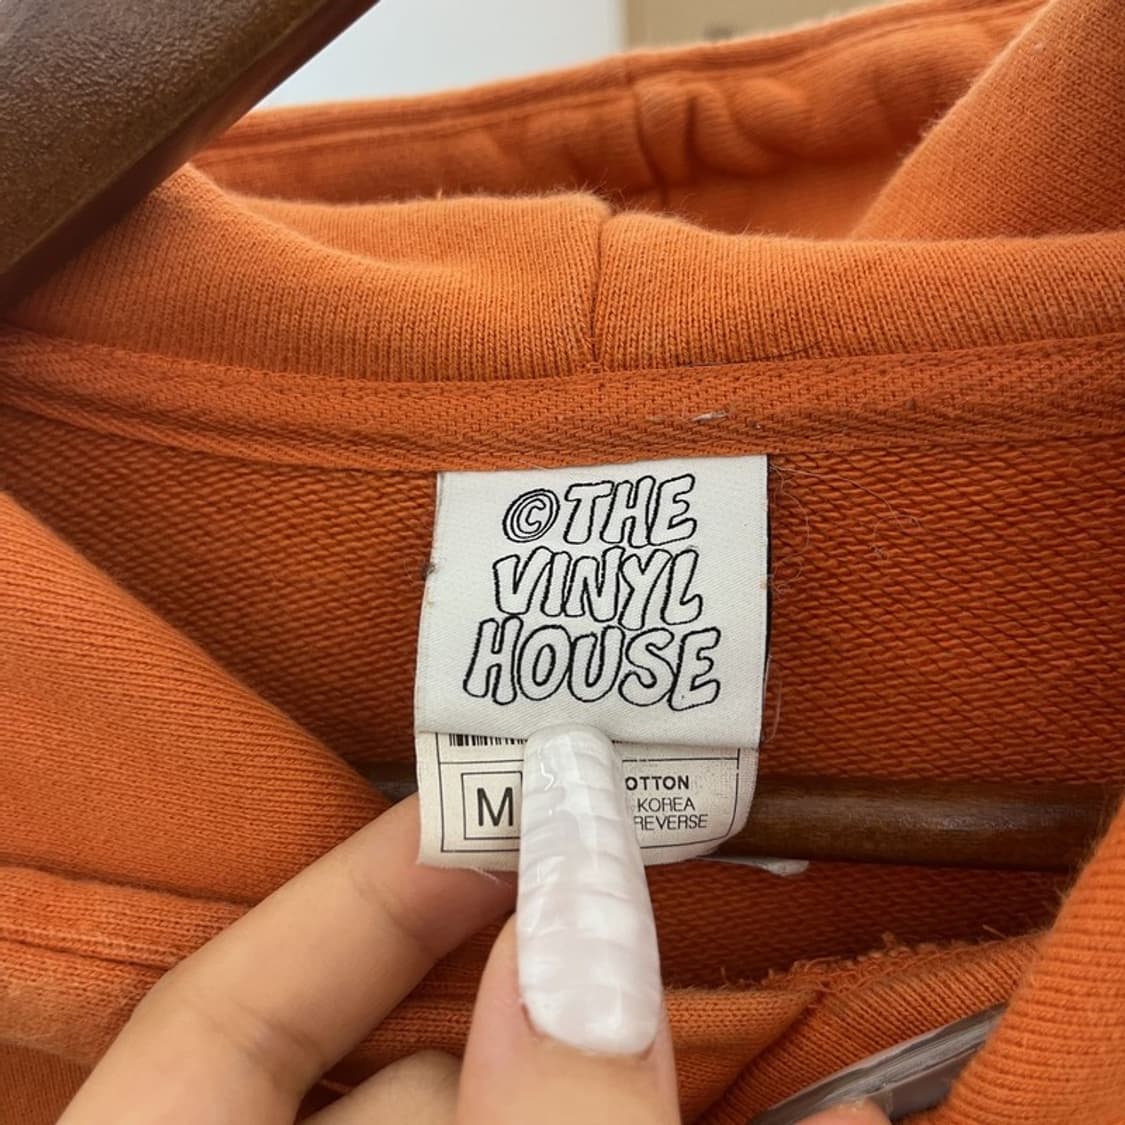 © THE
VINYL
HOUSE
M
OTTON
KOREA
REVERSE